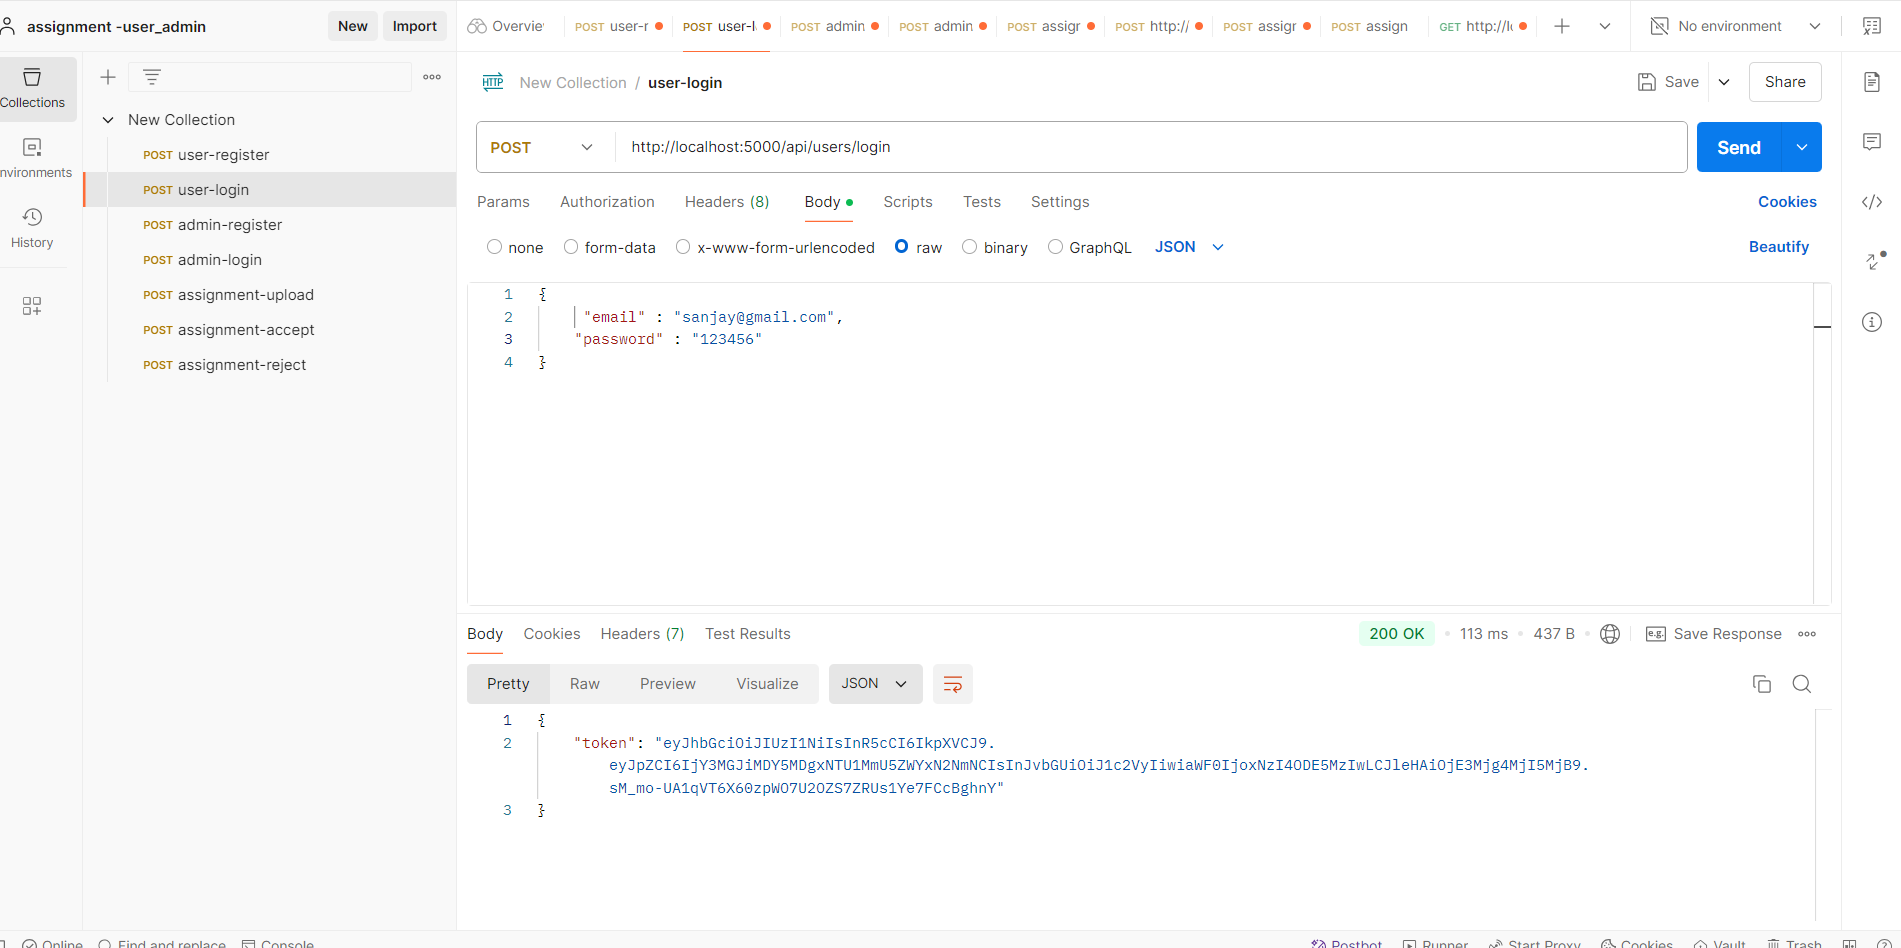 assignment -user_admin
New
Import
Overvie
POST user-r
POST user-l
POST admin
POST admin
POST assigr
POST http://
POST assigr
POST assign
GET http://l
No environment
Collections
nvironments
History
New Collection
POST user-register
POST user-login
POST admin-register
POST admin-login
POST assignment-upload
POST assignment-accept
POST assignment-reject
HTTP New Collection / user-login
Save
Share
POST
http://localhost:5000/api/users/login
Send
Params
Authorization
Headers (8)
Body
Scripts
Tests
Settings
Cookies
none
form-data
x-www-form-urlencoded
raw
binary
GraphQL
JSON
Beautify
1 {
2 "email" : "sanjay@gmail.com",
3 "password" : "123456"
4 }
Body
Cookies
Headers (7)
Test Results
200 OK
113 ms
437 B
e.g. Save Response
Pretty
Raw
Preview
Visualize
JSON
1 {
2 "token": "eyJhbGciOiJIUzI1NiIsInR5cCI6IkpXVCJ9.
eyJpZCI6IjY3MGJiMDY5MDgxNTU1MmU5ZWYxN2NmNCIsInJvbGUiOiJ1c2VyIiwiaWF0IjoxNzI4ODE5MzIwLCJleHAiOjE3Mjg4MjI5MjB9.
sM_mo-UA1qVT6X60zpWO7U2OZS7ZRUs1Ye7FCcBghnY"
3 }
Online
Find and replace
Console
Postbot
Runner
Start Proxy
Cookies
Vault
Trash